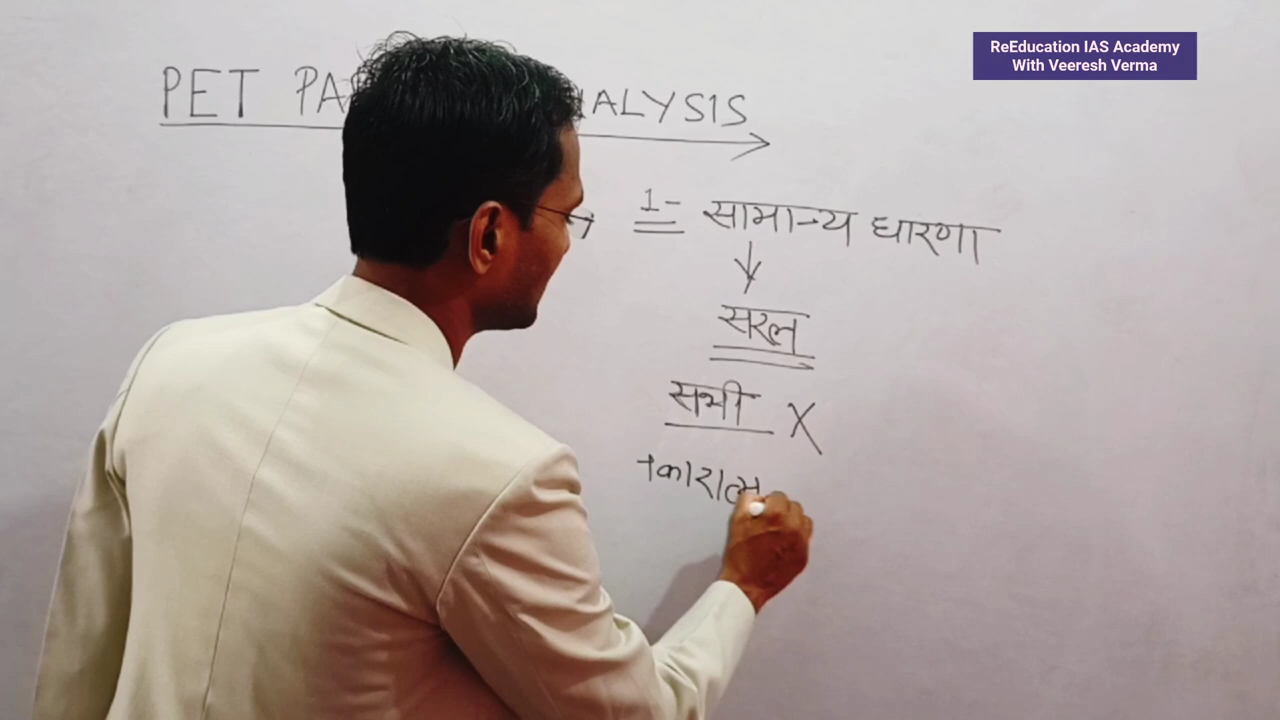 ReEducation IAS Academy
With Veeresh Verma
PET PA ALYSIS
1- सामान्य धारणा
सरल
सभी X